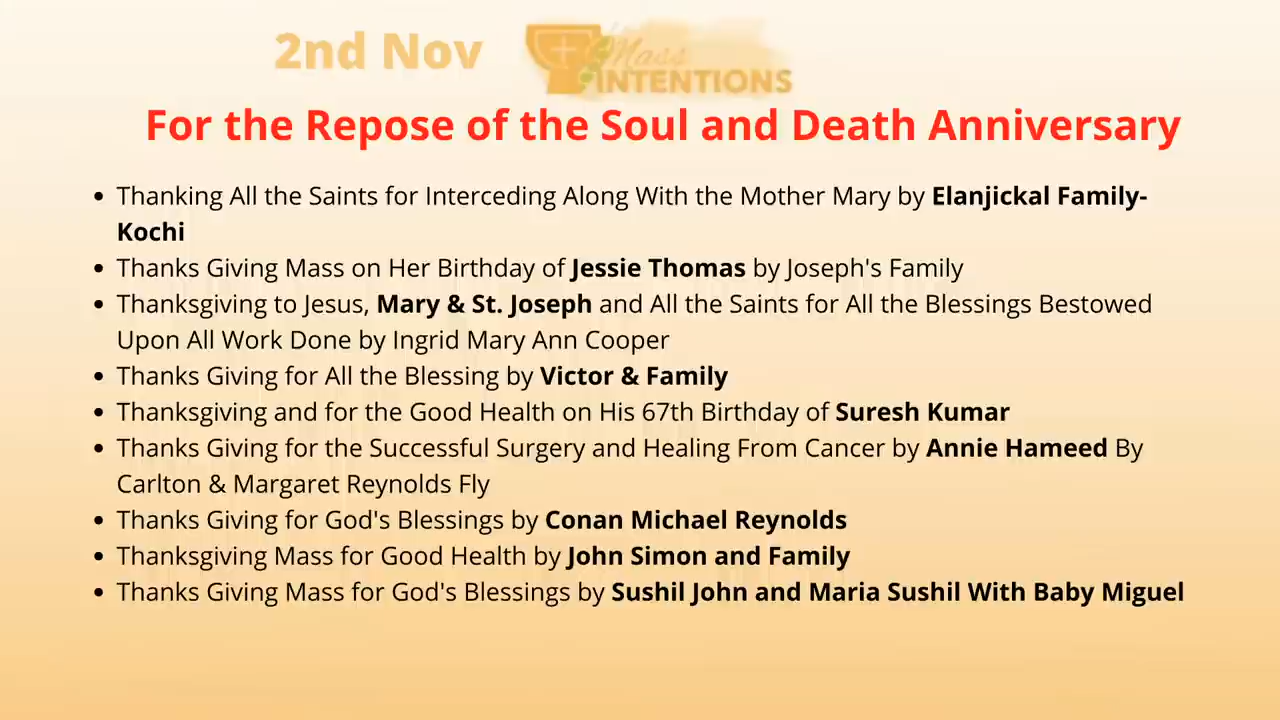 2nd Nov
Mass
INTENTIONS
For the Repose of the Soul and Death Anniversary
• Thanking All the Saints for Interceding Along With the Mother Mary by Elanjickal Family-
Kochi
• Thanks Giving Mass on Her Birthday of Jessie Thomas by Joseph's Family
• Thanksgiving to Jesus, Mary & St. Joseph and All the Saints for All the Blessings Bestowed
Upon All Work Done by Ingrid Mary Ann Cooper
• Thanks Giving for All the Blessing by Victor & Family
• Thanksgiving and for the Good Health on His 67th Birthday of Suresh Kumar
• Thanks Giving for the Successful Surgery and Healing From Cancer by Annie Hameed By
Carlton & Margaret Reynolds Fly
• Thanks Giving for God's Blessings by Conan Michael Reynolds
• Thanksgiving Mass for Good Health by John Simon and Family
• Thanks Giving Mass for God's Blessings by Sushil John and Maria Sushil With Baby Miguel